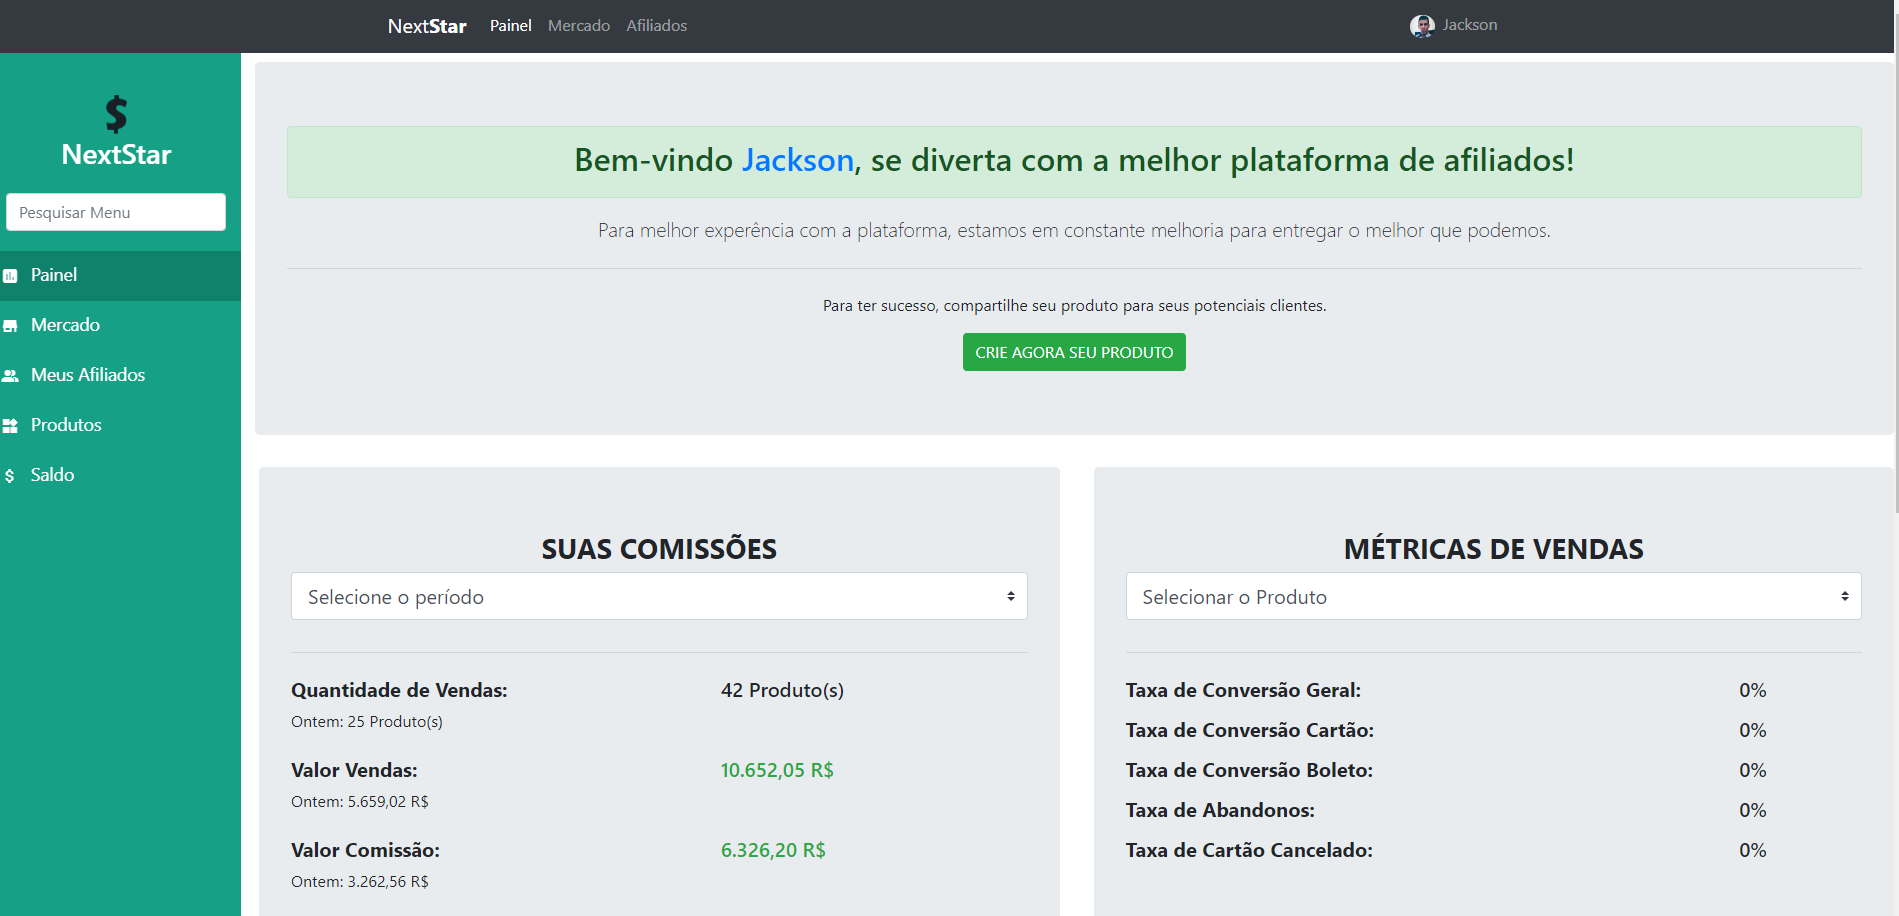 NextStar Painel Mercado Afiliados Jackson
$
NextStar
Pesquisar Menu
Painel
Mercado
Meus Afiliados
Produtos
$ Saldo
Bem-vindo Jackson, se diverta com a melhor plataforma de afiliados!
Para melhor experência com a plataforma, estamos em constante melhoria para entregar o melhor que podemos.
Para ter sucesso, compartilhe seu produto para seus potenciais clientes.
CRIE AGORA SEU PRODUTO
SUAS COMISSÕES
Selecione o período
Quantidade de Vendas: 42 Produto(s)
Ontem: 25 Produto(s)
Valor Vendas: 10.652,05 R$
Ontem: 5.659,02 R$
Valor Comissão: 6.326,20 R$
Ontem: 3.262,56 R$
MÉTRICAS DE VENDAS
Selecionar o Produto
Taxa de Conversão Geral: 0%
Taxa de Conversão Cartão: 0%
Taxa de Conversão Boleto: 0%
Taxa de Abandonos: 0%
Taxa de Cartão Cancelado: 0%